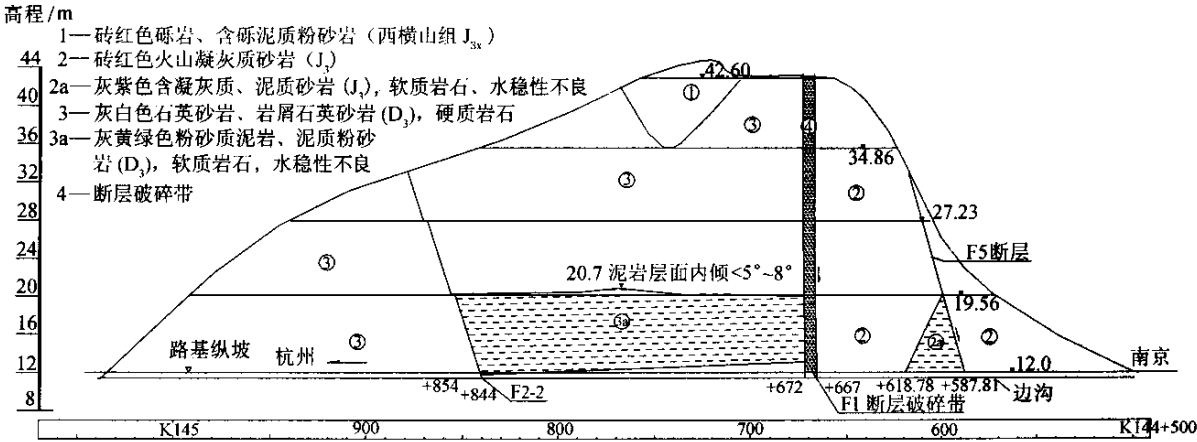 高程/m
1—砖红色砾岩、含砾泥质粉砂岩（西横山组 J3x）
2—砖红色火山凝灰质砂岩（J3）
2a—灰紫色含凝灰质、泥质砂岩(J3)，软质岩石、水稳性不良
3—灰白色石英砂岩、岩屑石英砂岩(D3)，硬质岩石
3a—灰黄绿色粉砂质泥岩、泥质粉砂
岩(D3)，软质岩石，水稳性不良
4—断层破碎带
44
40
36
32
28
24
20
16
12
8
42.60
①
③
4
34.86
③
②
27.23
F5断层
③
20.7 泥岩层面内倾<5°~8°
19.56
3a
③
②
2a
②
路基纵坡
杭州
12.0
南京
+854
+844
F2-2
+672
+667
+618.78
+587.81
边沟
F1断层破碎带
K145
900
800
700
600
K144+500